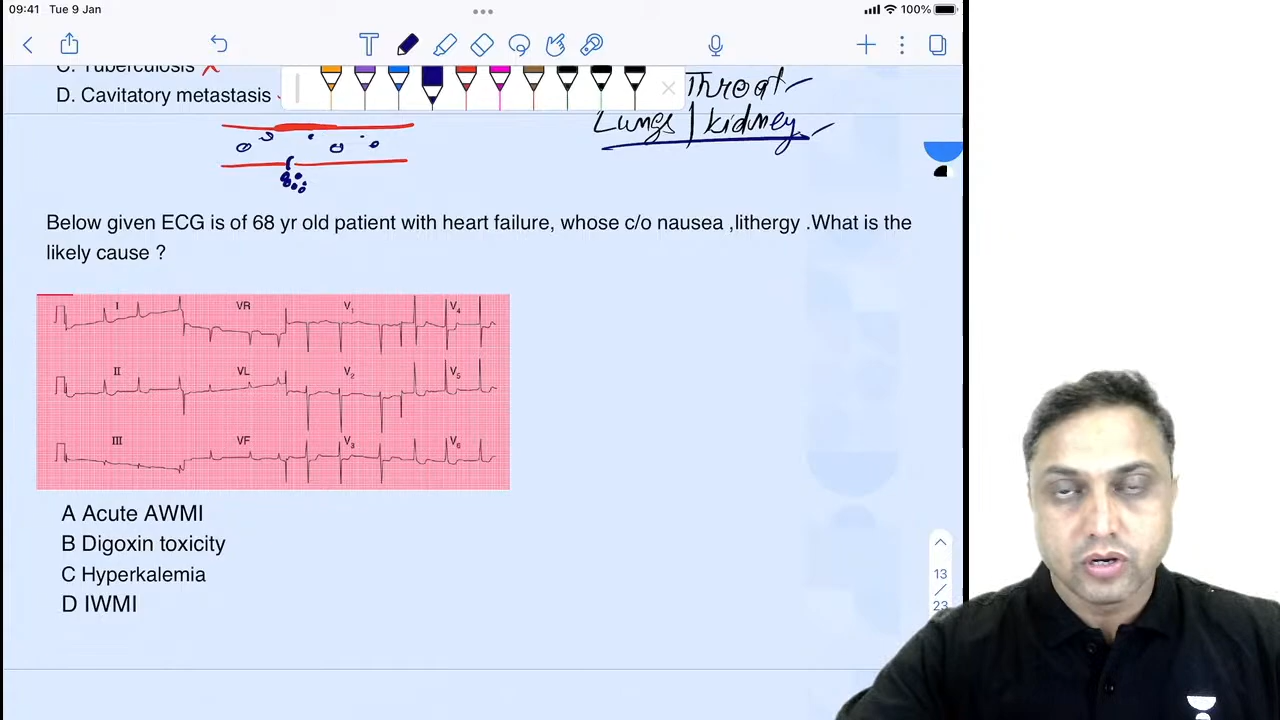 09:41 Tue 9 Jan
100%
T
C. Tuberculosis x
D. Cavitatory metastasis
Threat
Lungs | kidney
Below given ECG is of 68 yr old patient with heart failure, whose c/o nausea ,lithergy .What is the
likely cause ?
I VR V1 V4
II VL V2 V5
III VF V3 V6
A Acute AWMI
B Digoxin toxicity
C Hyperkalemia
D IWMI
13
/
23